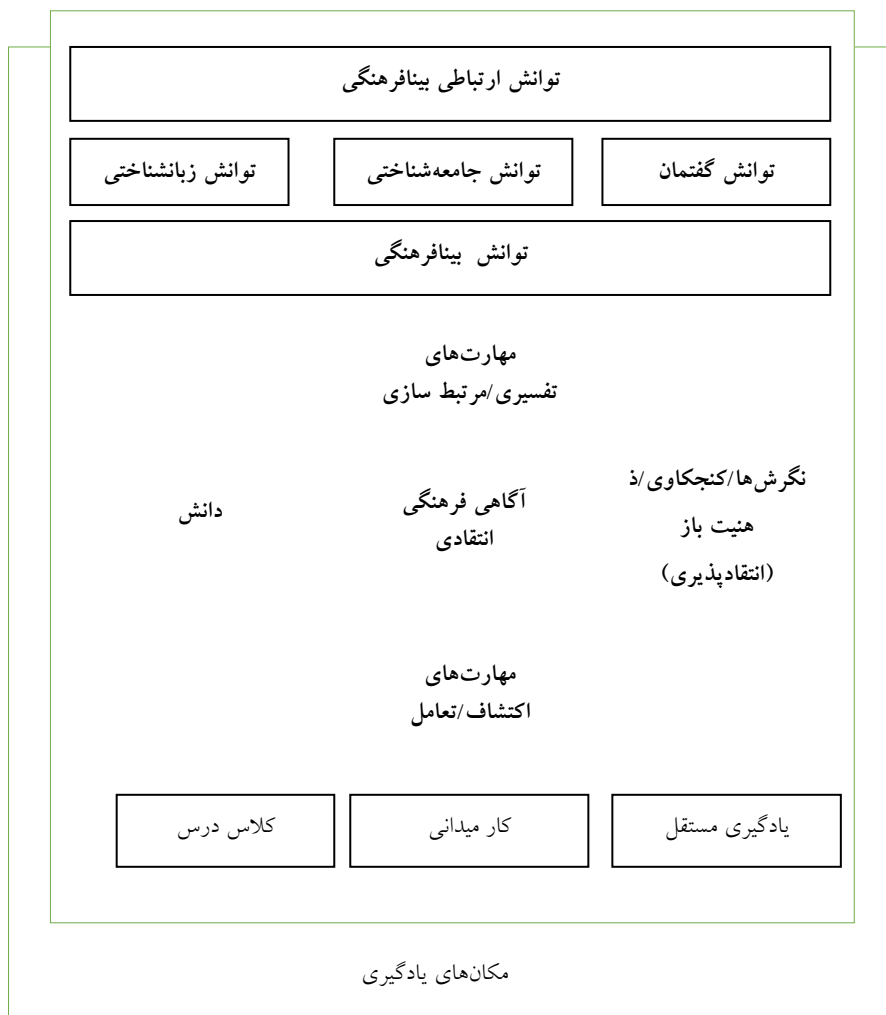 توانش ارتباطی بینافرهنگی
توانش گفتمان
توانش جامعه‌شناختی
توانش زبانشناختی
توانش بینافرهنگی
مهارت‌های
تفسیری/مرتبط سازی
نگرش‌ها/کنجکاوی/ذ
هنیت باز
(انتقادپذیری)
آگاهی فرهنگی
انتقادی
دانش
مهارت‌های
اکتشاف/تعامل
یادگیری مستقل
کار میدانی
کلاس درس
مکان‌های یادگیری